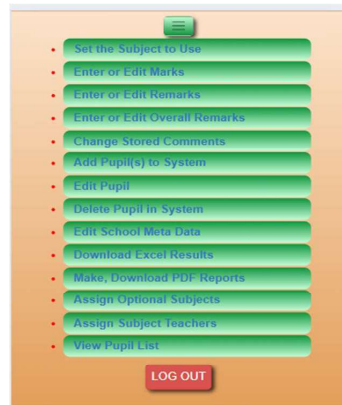 Set the Subject to Use
Enter or Edit Marks
Enter or Edit Remarks
Enter or Edit Overall Remarks
Change Stored Comments
Add Pupil(s) to System
Edit Pupil
Delete Pupil in System
Edit School Meta Data
Download Excel Results
Make, Download PDF Reports
Assign Optional Subjects
Assign Subject Teachers
View Pupil List
LOG OUT